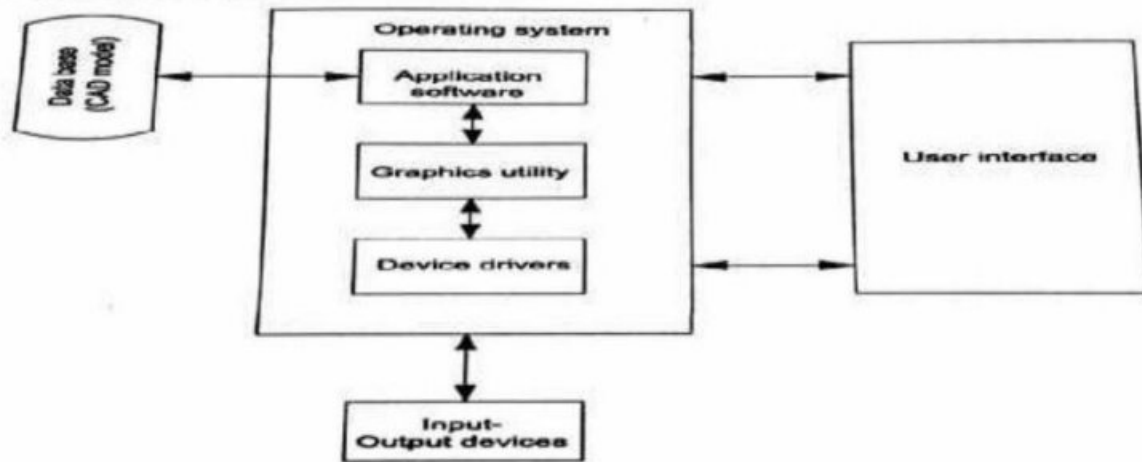 Operating system
Data base
(CAD model)
Application
software
Graphics utility
User interface
Device drivers
Input-
Output devices